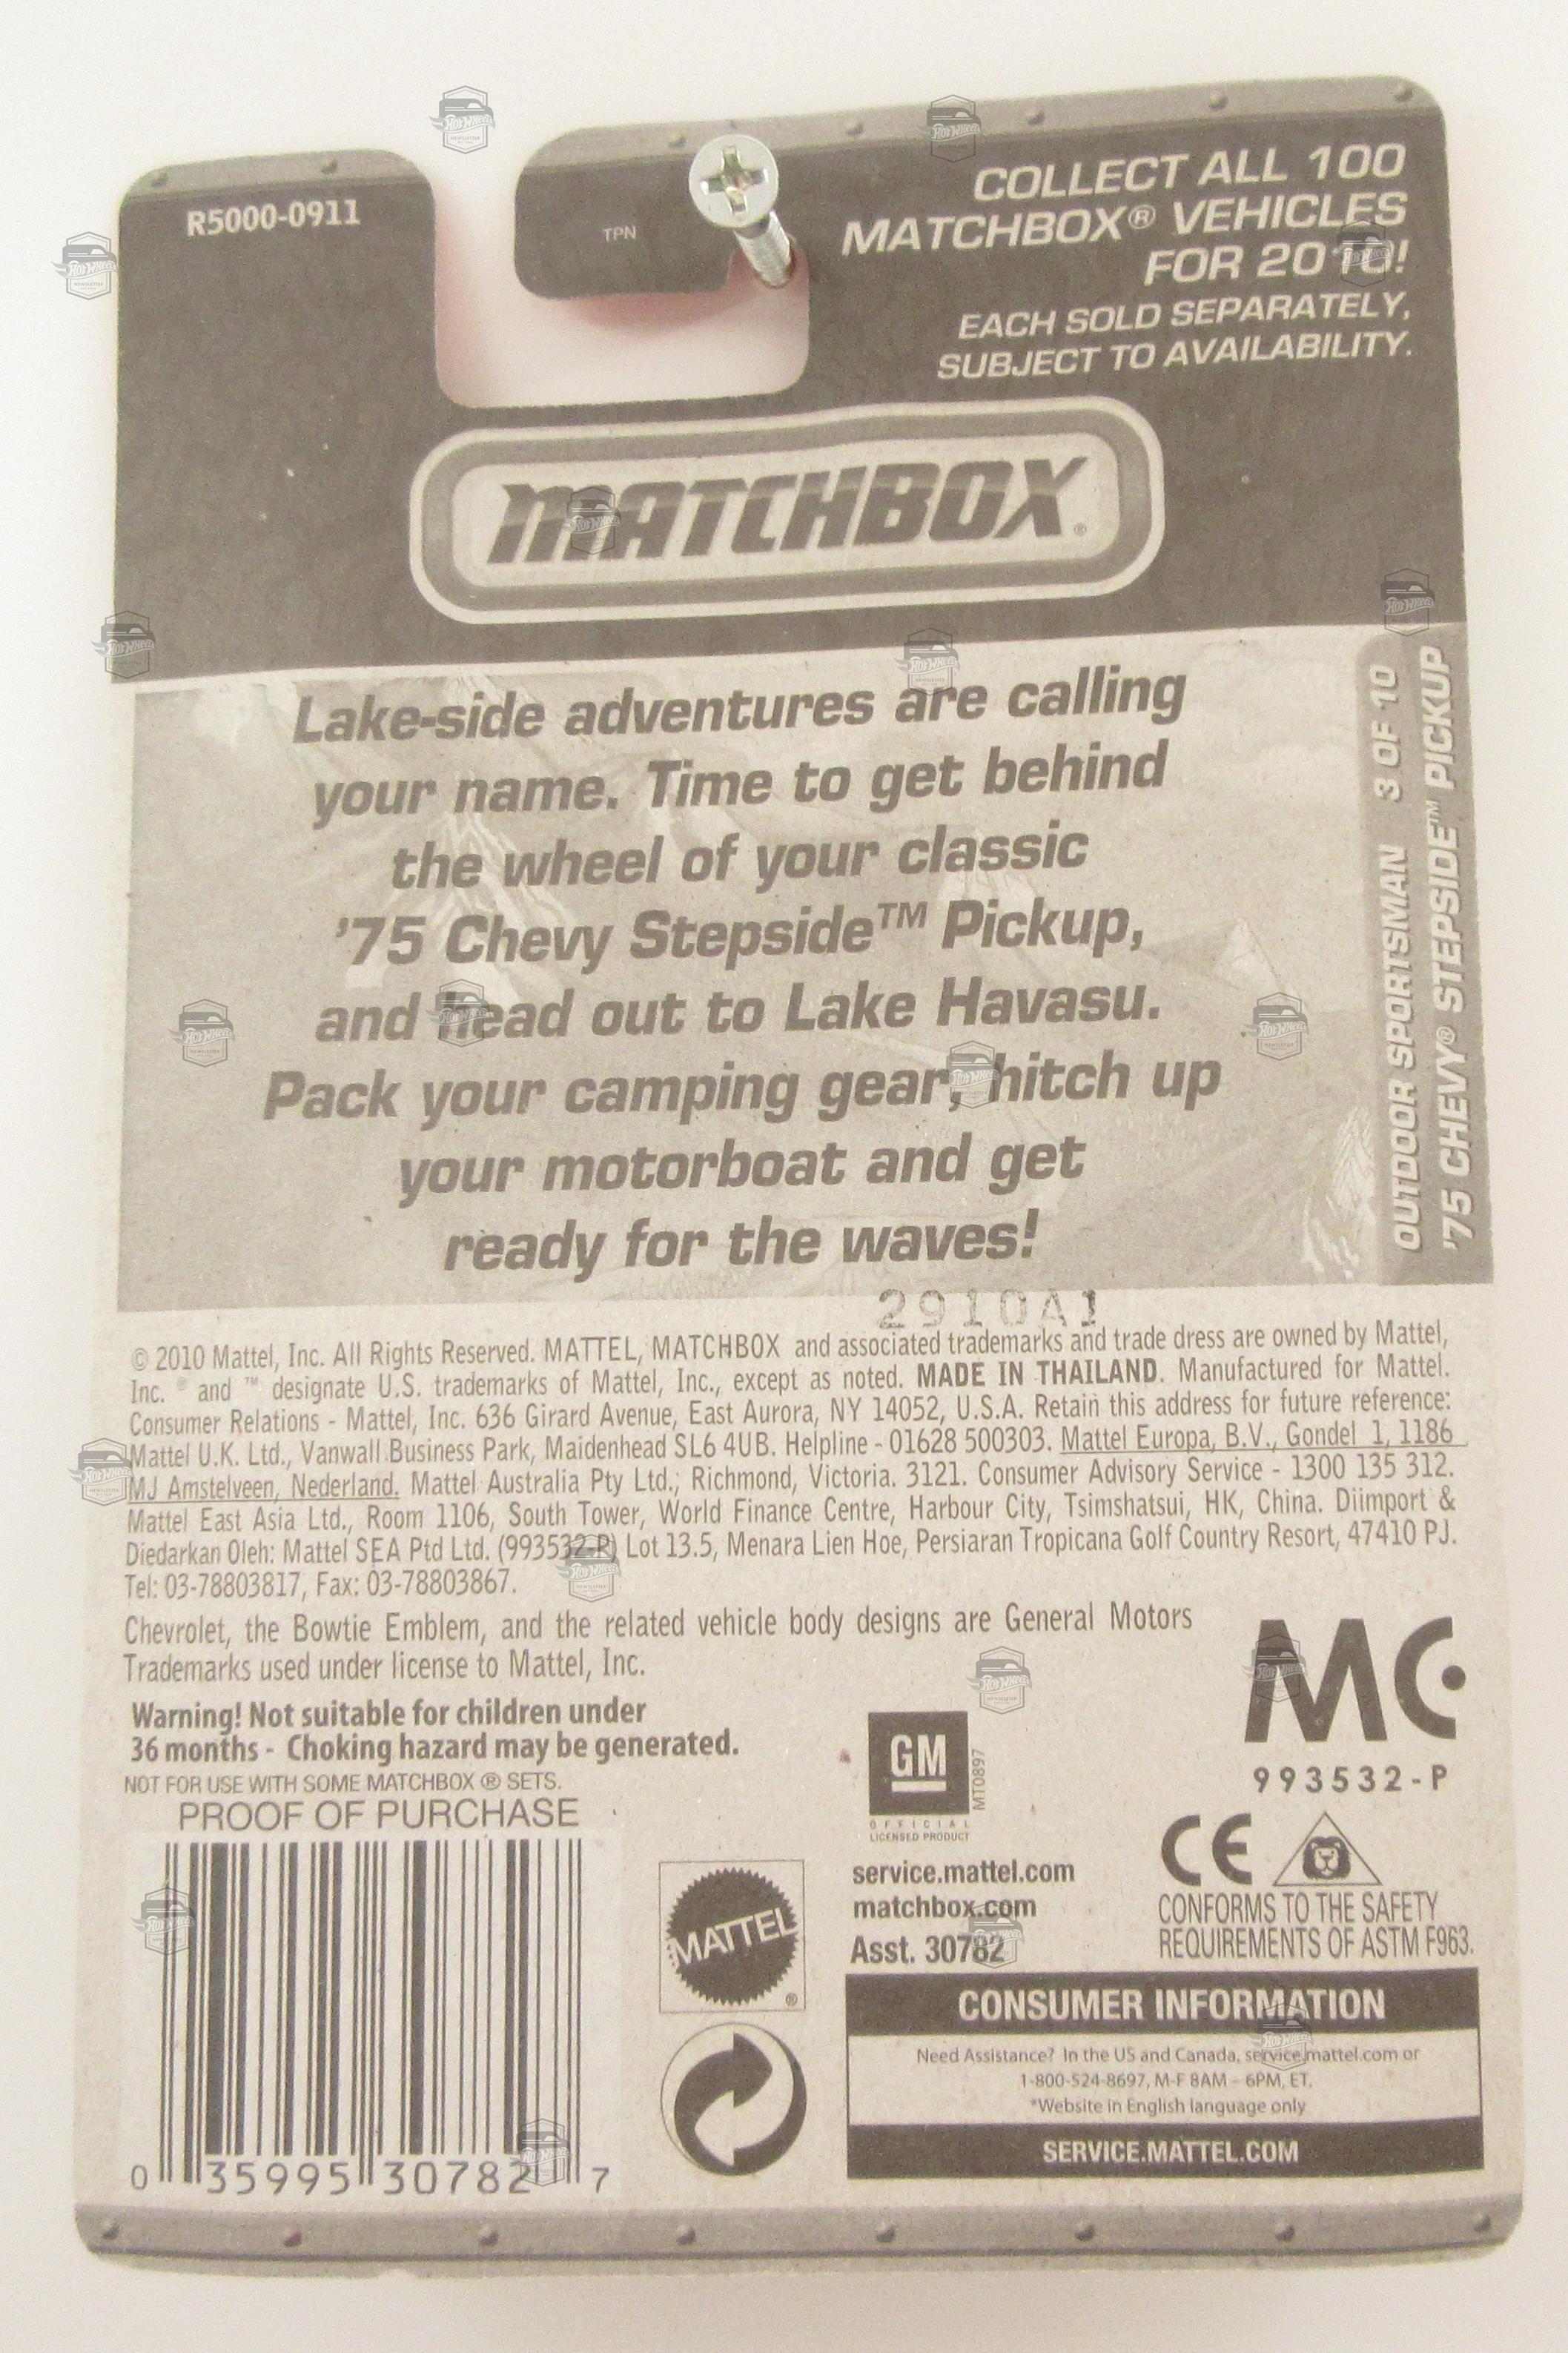 R5000-0911
TPN
COLLECT ALL 100
MATCHBOX® VEHICLES
FOR 2010!
EACH SOLD SEPARATELY,
SUBJECT TO AVAILABILITY.
MATCHBOX®
Lake-side adventures are calling
your name. Time to get behind
the wheel of your classic
'75 Chevy Stepside™ Pickup,
and head out to Lake Havasu.
Pack your camping gear, hitch up
your motorboat and get
ready for the waves!
OUTDOOR SPORTSMAN 3 OF 10
'75 CHEVY® STEPSIDE™ PICKUP
2910A1
© 2010 Mattel, Inc. All Rights Reserved. MATTEL, MATCHBOX and associated trademarks and trade dress are owned by Mattel,
Inc. ® and ™ designate U.S. trademarks of Mattel, Inc., except as noted. MADE IN THAILAND. Manufactured for Mattel.
Consumer Relations - Mattel, Inc. 636 Girard Avenue, East Aurora, NY 14052, U.S.A. Retain this address for future reference:
Mattel U.K. Ltd., Vanwall Business Park, Maidenhead SL6 4UB. Helpline - 01628 500303. Mattel Europa, B.V., Gondel 1, 1186
MJ Amstelveen, Nederland. Mattel Australia Pty Ltd., Richmond, Victoria. 3121. Consumer Advisory Service - 1300 135 312.
Mattel East Asia Ltd., Room 1106, South Tower, World Finance Centre, Harbour City, Tsimshatsui, HK, China. Diimport &
Diedarkan Oleh: Mattel SEA Ptd Ltd. (993532-P) Lot 13.5, Menara Lien Hoe, Persiaran Tropicana Golf Country Resort, 47410 PJ.
Tel: 03-78803817, Fax: 03-78803867.
Chevrolet, the Bowtie Emblem, and the related vehicle body designs are General Motors
Trademarks used under license to Mattel, Inc.
Warning! Not suitable for children under
36 months - Choking hazard may be generated.
NOT FOR USE WITH SOME MATCHBOX ® SETS.
PROOF OF PURCHASE
0 35995 30782 7
MATTEL®
GM
MT0897
OFFICIAL
LICENSED PRODUCT
service.mattel.com
matchbox.com
Asst. 30782
MC
993532-P
CE
CONFORMS TO THE SAFETY
REQUIREMENTS OF ASTM F963.
CONSUMER INFORMATION
Need Assistance? In the US and Canada, service.mattel.com or
1-800-524-8697, M-F 8AM - 6PM, ET.
*Website in English language only
SERVICE.MATTEL.COM